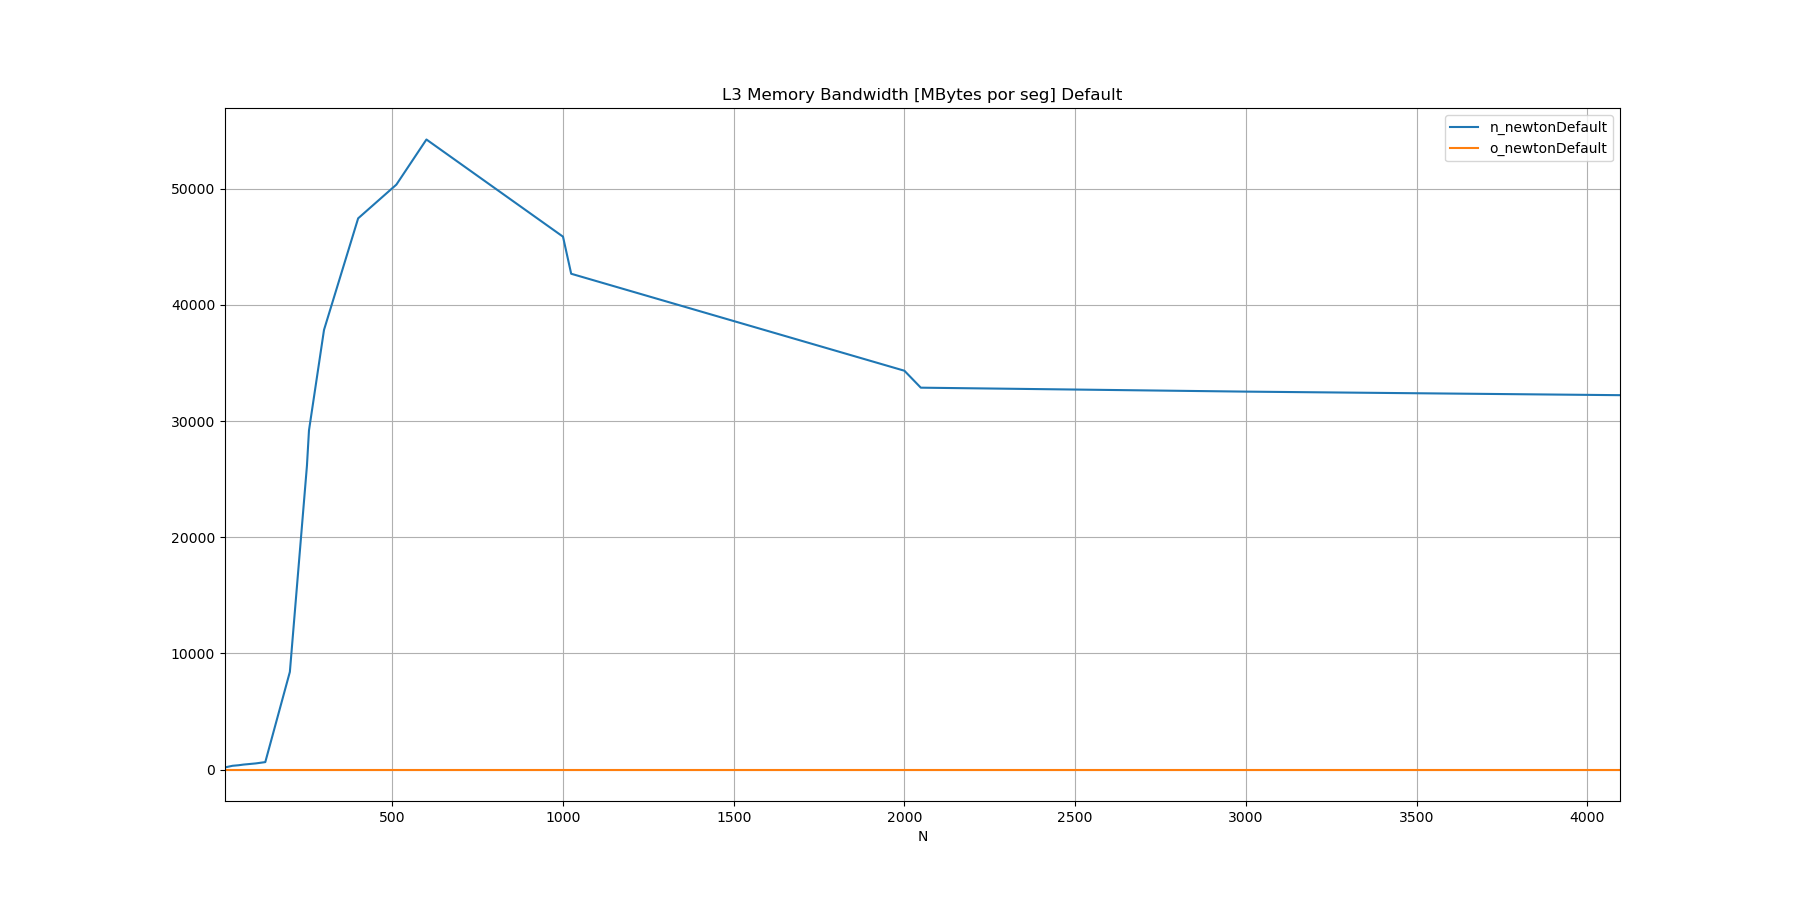 L3 Memory Bandwidth [MBytes por seg] Default
n_newtonDefault
o_newtonDefault
50000
40000
30000
20000
10000
0
500 1000 1500 2000 2500 3000 3500 4000
N